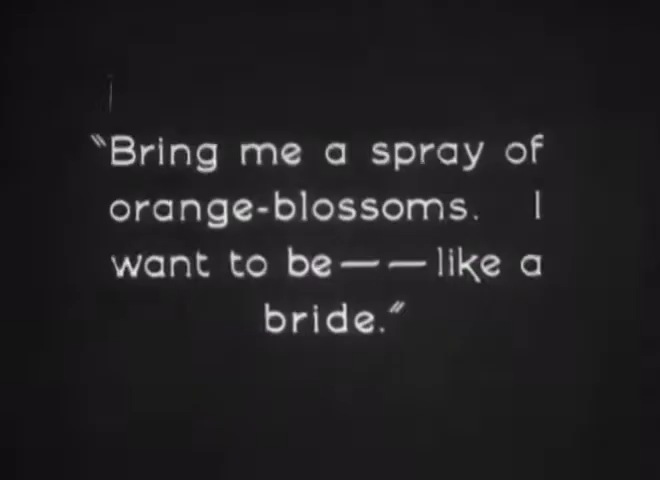 "Bring me a spray of
orange-blossoms. I
want to be — — like a
bride."